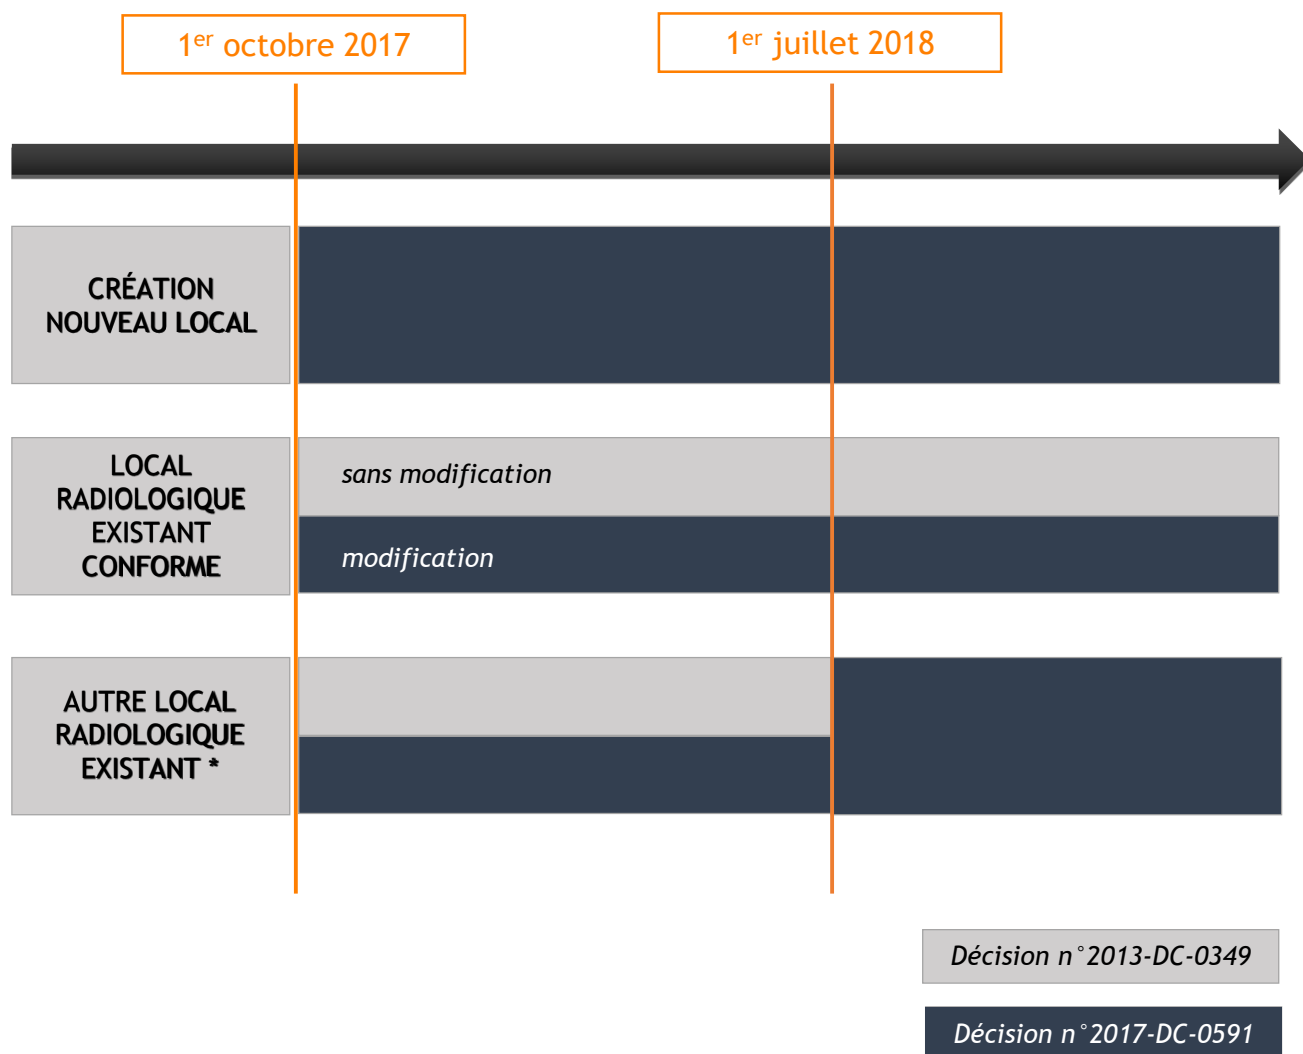 1er octobre 2017
1er juillet 2018
CRÉATION
NOUVEAU LOCAL
LOCAL
RADIOLOGIQUE
EXISTANT
CONFORME
sans modification
modification
AUTRE LOCAL
RADIOLOGIQUE
EXISTANT *
Décision n°2013-DC-0349
Décision n°2017-DC-0591